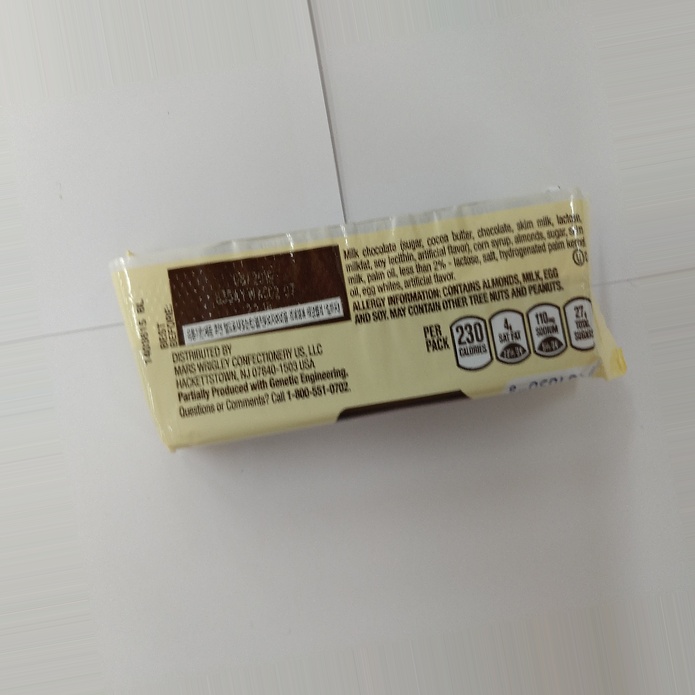 Milk chocolate (sugar, cocoa butter, chocolate, skim milk, lactose,
milkfat, soy lecithin, artificial flavor), corn syrup, almonds, sugar,
milk, palm oil, less than 2% - lactose, salt, hydrogenated palm kernel
oil, egg whites, artificial flavor.
ALLERGY INFORMATION: CONTAINS ALMONDS, MILK, EGG
AND SOY. MAY CONTAIN OTHER TREE NUTS AND PEANUTS.
BEST
BEFORE
DISTRIBUTED BY
MARS WRIGLEY CONFECTIONERY US, LLC
HACKETTSTOWN, NJ 07840-1503 USA
Partially Produced with Genetic Engineering.
Questions or Comments? Call 1-800-551-0702.
PER
PACK
230
CALORIES
4g
SAT FAT
110mg
SODIUM
27g
TOTAL